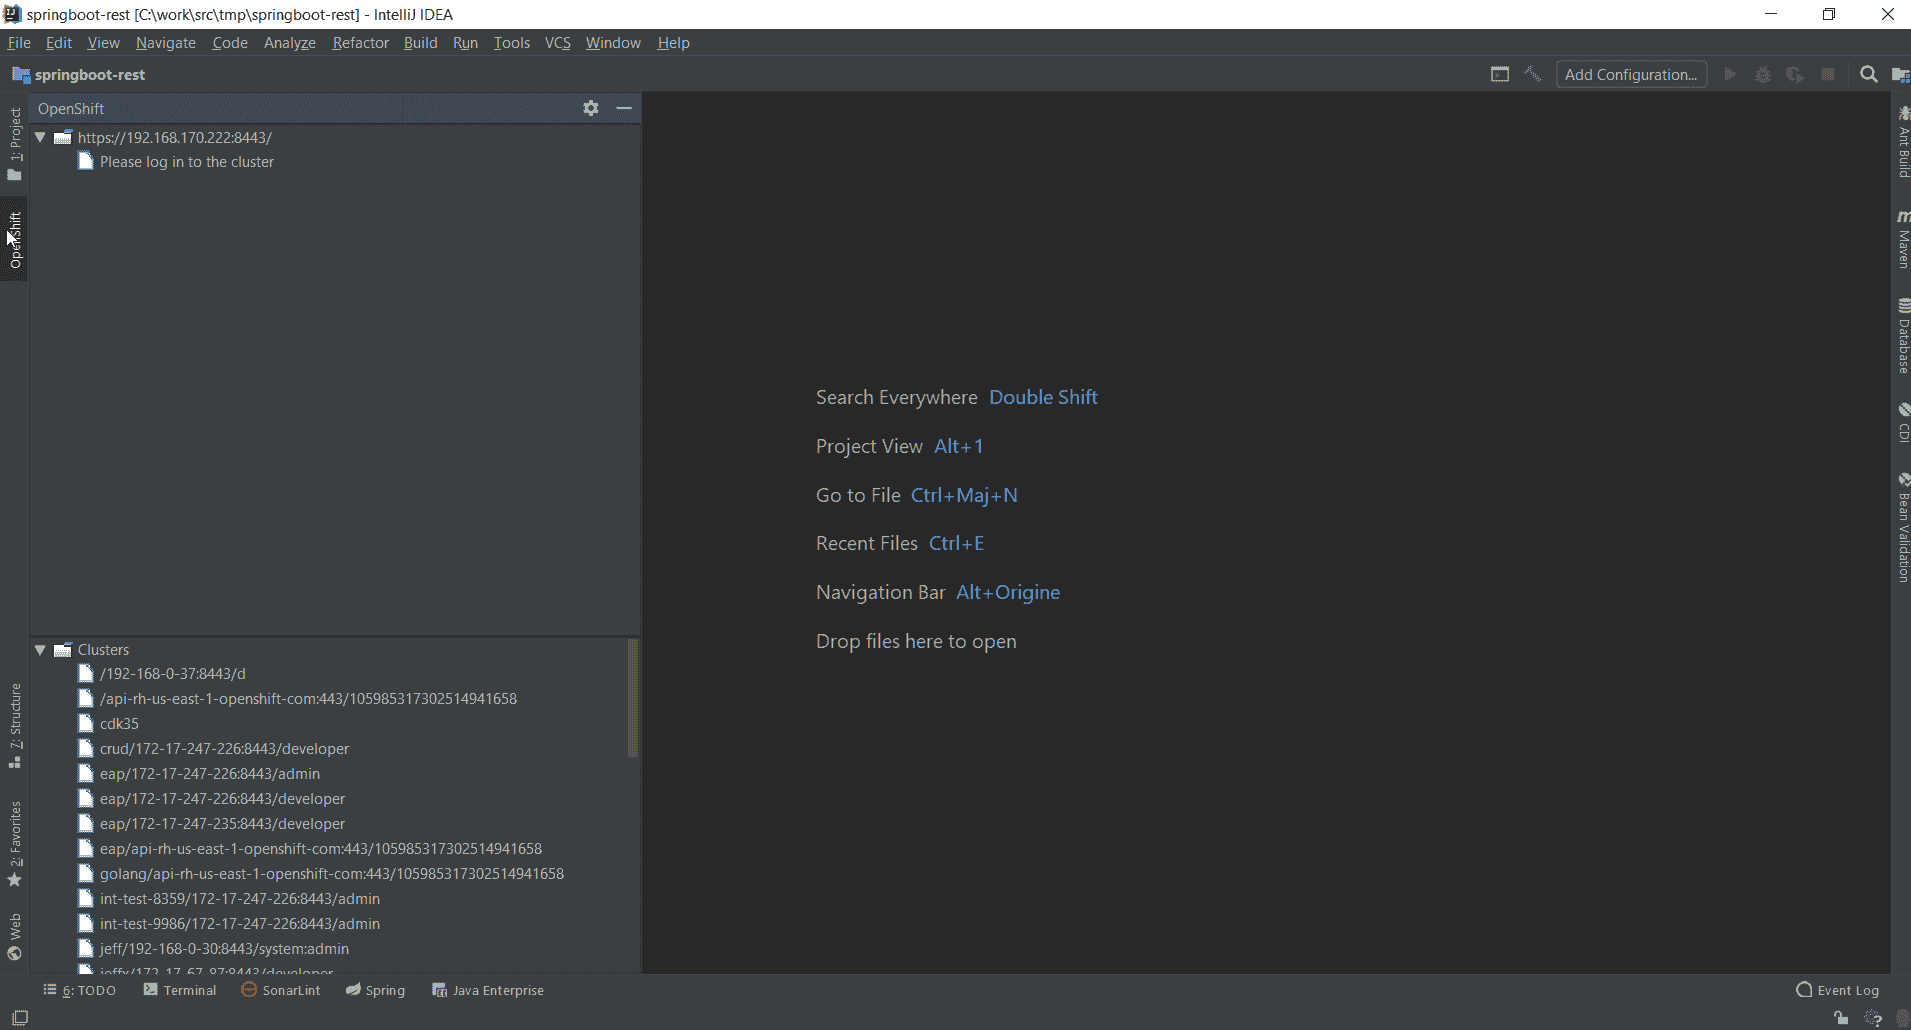 springboot-rest [C:\work\src\tmp\springboot-rest] - IntelliJ IDEA
File Edit View Navigate Code Analyze Refactor Build Run Tools VCS Window Help
springboot-rest
Add Configuration...
OpenShift
https://192.168.170.222:8443/
Please log in to the cluster
1: Project
OpenShift
7: Structure
2: Favorites
Web
Search Everywhere Double Shift
Project View Alt+1
Go to File Ctrl+Maj+N
Recent Files Ctrl+E
Navigation Bar Alt+Origine
Drop files here to open
Clusters
/192-168-0-37:8443/d
/api-rh-us-east-1-openshift-com:443/105985317302514941658
cdk35
crud/172-17-247-226:8443/developer
eap/172-17-247-226:8443/admin
eap/172-17-247-226:8443/developer
eap/172-17-247-235:8443/developer
eap/api-rh-us-east-1-openshift-com:443/105985317302514941658
golang/api-rh-us-east-1-openshift-com:443/105985317302514941658
int-test-8359/172-17-247-226:8443/admin
int-test-9986/172-17-247-226:8443/admin
jeff/192-168-0-30:8443/system:admin
jeffx/172-17-67-87:8443/developer
Ant Build
Maven
Database
CDI
Bean Validation
6: TODO Terminal SonarLint Spring Java Enterprise
Event Log